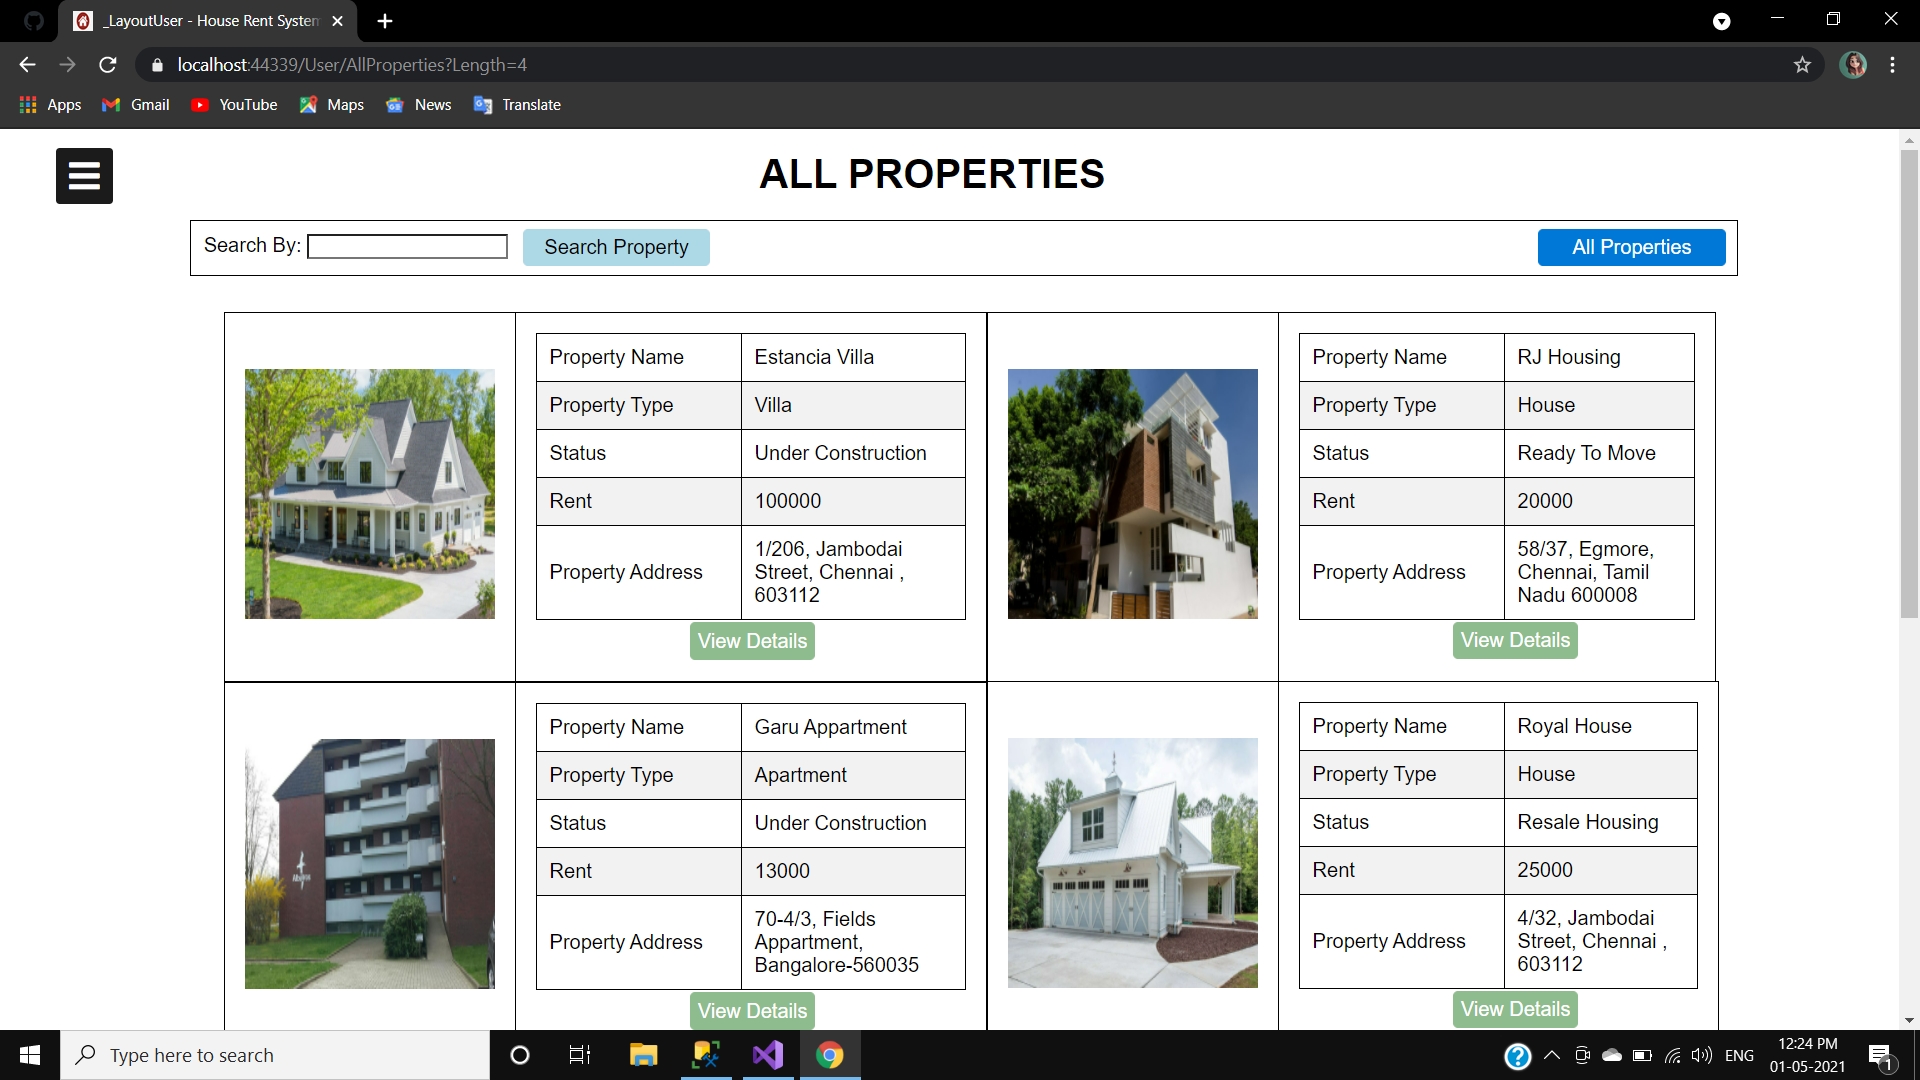 _LayoutUser - House Rent System
localhost:44339/User/AllProperties?Length=4
Apps Gmail YouTube Maps News Translate
ALL PROPERTIES
Search By: Search Property All Properties
Property Name Estancia Villa
Property Type Villa
Status Under Construction
Rent 100000
Property Address 1/206, Jambodai
Street, Chennai ,
603112
View Details
Property Name RJ Housing
Property Type House
Status Ready To Move
Rent 20000
Property Address 58/37, Egmore,
Chennai, Tamil
Nadu 600008
View Details
Property Name Garu Appartment
Property Type Apartment
Status Under Construction
Rent 13000
Property Address 70-4/3, Fields
Appartment,
Bangalore-560035
View Details
Property Name Royal House
Property Type House
Status Resale Housing
Rent 25000
Property Address 4/32, Jambodai
Street, Chennai ,
603112
View Details
Type here to search
ENG
12:24 PM
01-05-2021
1